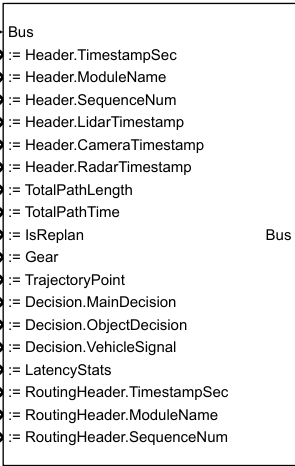 Bus
:= Header.TimestampSec
:= Header.ModuleName
:= Header.SequenceNum
:= Header.LidarTimestamp
:= Header.CameraTimestamp
:= Header.RadarTimestamp
:= TotalPathLength
:= TotalPathTime
:= IsReplan
Bus
:= Gear
:= TrajectoryPoint
:= Decision.MainDecision
:= Decision.ObjectDecision
:= Decision.VehicleSignal
:= LatencyStats
:= RoutingHeader.TimestampSec
:= RoutingHeader.ModuleName
:= RoutingHeader.SequenceNum